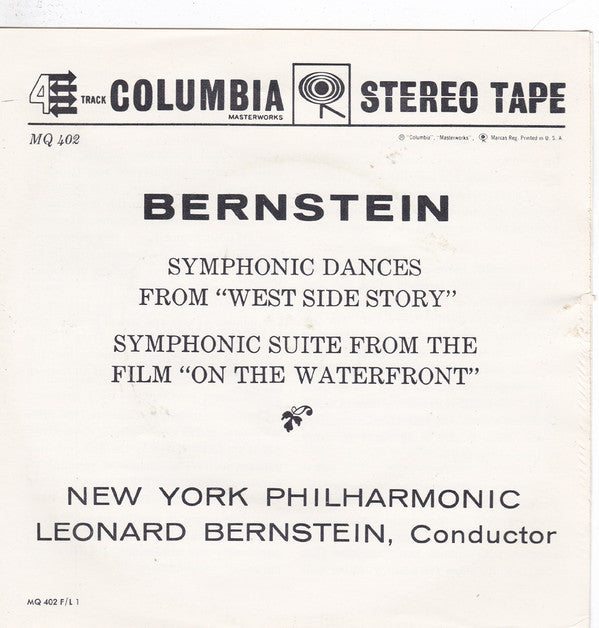 4 TRACK COLUMBIA MASTERWORKS STEREO TAPE
MQ 402
® "Columbia", "Masterworks", Marcas Reg. Printed in U. S. A.
BERNSTEIN
SYMPHONIC DANCES
FROM "WEST SIDE STORY"
SYMPHONIC SUITE FROM THE
FILM "ON THE WATERFRONT"
NEW YORK PHILHARMONIC
LEONARD BERNSTEIN, Conductor
MQ 402 F/L 1